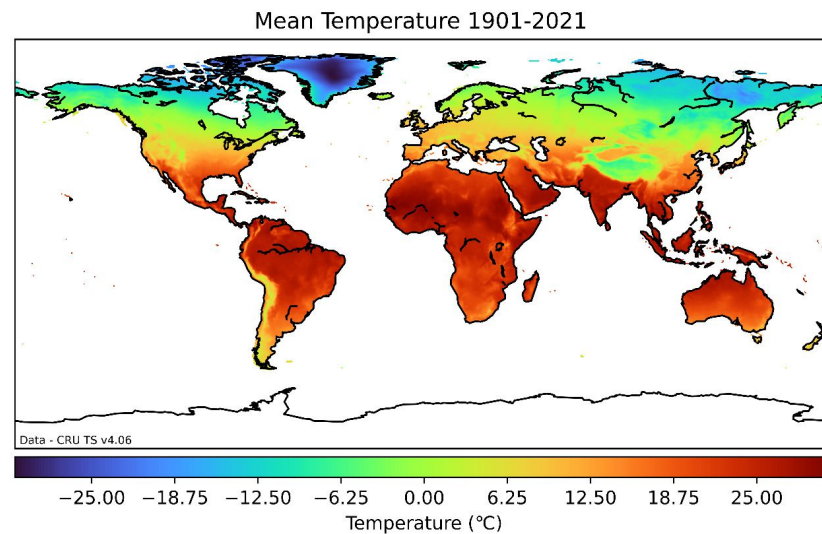 Mean Temperature 1901-2021
Data - CRU TS v4.06
−25.00 −18.75 −12.50 −6.25 0.00 6.25 12.50 18.75 25.00
Temperature (℃)